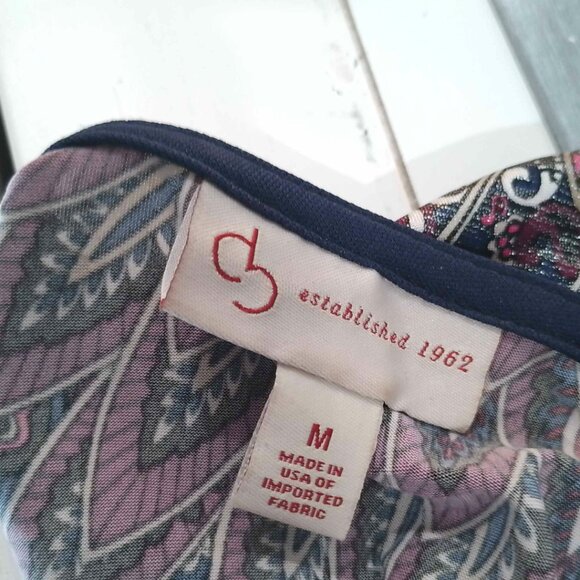 established 1962
M
MADE IN
USA OF
IMPORTED
FABRIC